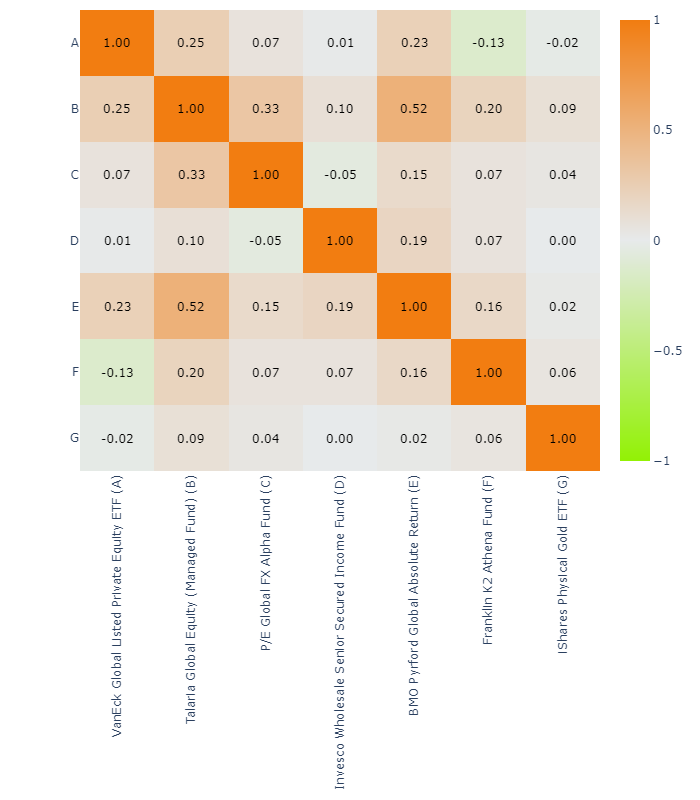 A 1.00 0.25 0.07 0.01 0.23 -0.13 -0.02
B 0.25 1.00 0.33 0.10 0.52 0.20 0.09
C 0.07 0.33 1.00 -0.05 0.15 0.07 0.04
D 0.01 0.10 -0.05 1.00 0.19 0.07 0.00
E 0.23 0.52 0.15 0.19 1.00 0.16 0.02
F -0.13 0.20 0.07 0.07 0.16 1.00 0.06
G -0.02 0.09 0.04 0.00 0.02 0.06 1.00
VanEck Global Listed Private Equity ETF (A)
Talaria Global Equity (Managed Fund) (B)
P/E Global FX Alpha Fund (C)
Invesco Wholesale Senior Secured Income Fund (D)
BMO Pyrford Global Absolute Return (E)
Franklin K2 Athena Fund (F)
iShares Physical Gold ETF (G)
1
0.5
0
−0.5
−1